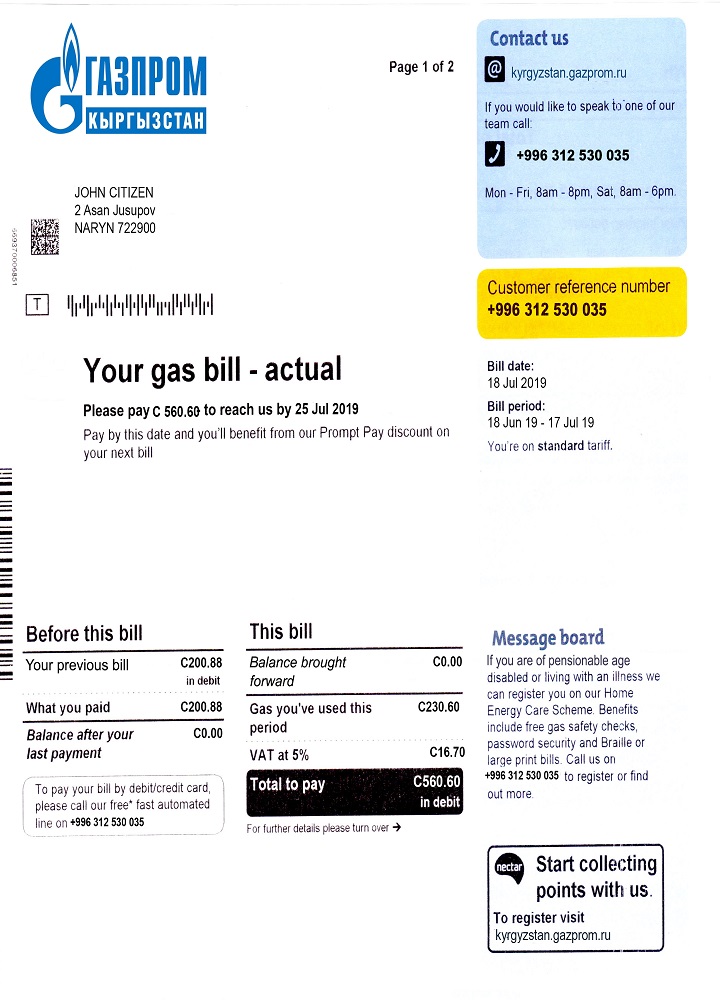 ГАЗПРОМ
КЫРГЫЗСТАН
Page 1 of 2
Contact us
@ kyrgyzstan.gazprom.ru
If you would like to speak to one of our
team call:
+996 312 530 035
Mon - Fri, 8am - 8pm, Sat, 8am - 6pm.
JOHN CITIZEN
2 Asan Jusupov
NARYN 722900
T
Customer reference number
+996 312 530 035
Your gas bill - actual
Please pay C 560.60 to reach us by 25 Jul 2019
Pay by this date and you'll benefit from our Prompt Pay discount on
your next bill
Bill date:
18 Jul 2019
Bill period:
18 Jun 19 - 17 Jul 19
You're on standard tariff.
Before this bill
Your previous bill C200.88
in debit
What you paid C200.88
Balance after your C0.00
last payment
To pay your bill by debit/credit card,
please call our free* fast automated
line on +996 312 530 035
This bill
Balance brought C0.00
forward
Gas you've used this C230.60
period
VAT at 5% C16.70
Total to pay C560.60
in debit
For further details please turn over →
Message board
If you are of pensionable age
disabled or living with an illness we
can register you on our Home
Energy Care Scheme. Benefits
include free gas safety checks,
password security and Braille or
large print bills. Call us on
+996 312 530 035 to register or find
out more.
nectar
Start collecting
points with us.
To register visit
kyrgyzstan.gazprom.ru